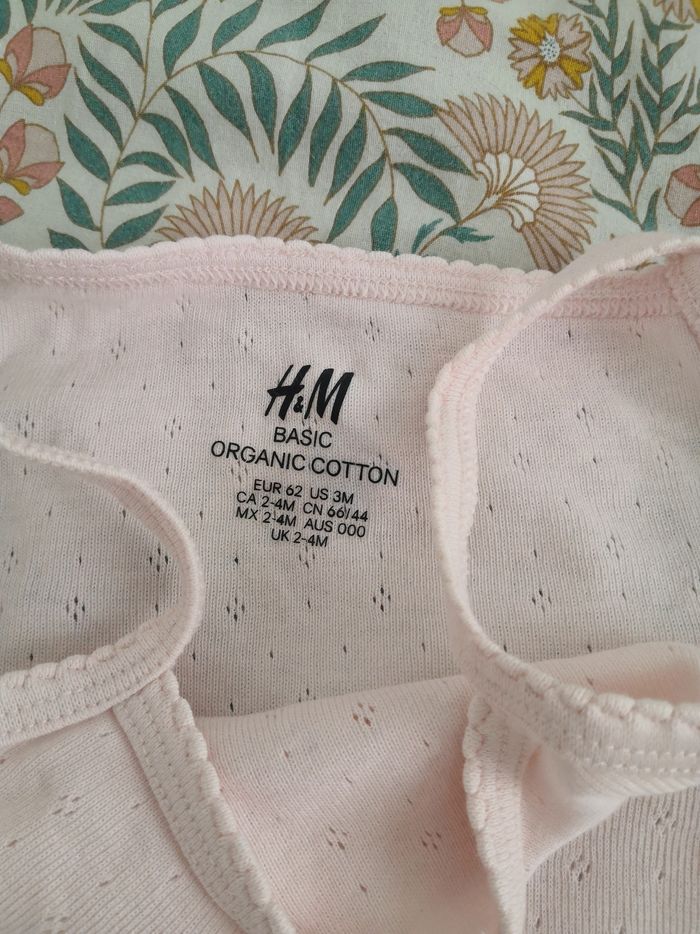 H&M
BASIC
ORGANIC COTTON
EUR 62 US 3M
CA 2-4M CN 66/44
MX 2-4M AUS 000
UK 2-4M